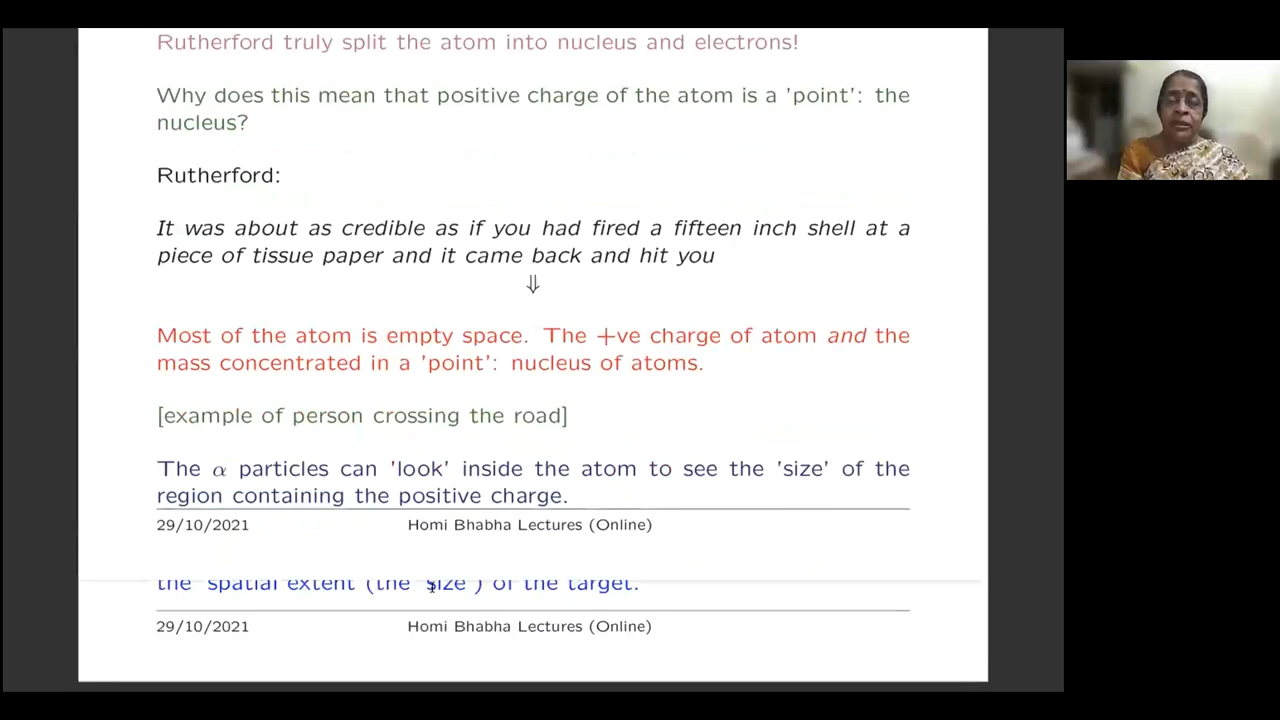 Rutherford truly split the atom into nucleus and electrons!
Why does this mean that positive charge of the atom is a 'point': the
nucleus?
Rutherford:
It was about as credible as if you had fired a fifteen inch shell at a
piece of tissue paper and it came back and hit you
⇓
Most of the atom is empty space. The +ve charge of atom and the
mass concentrated in a 'point': nucleus of atoms.
[example of person crossing the road]
The α particles can 'look' inside the atom to see the 'size' of the
region containing the positive charge.
29/10/2021 Homi Bhabha Lectures (Online)
the spatial extent (the 'size') of the target.
29/10/2021 Homi Bhabha Lectures (Online)